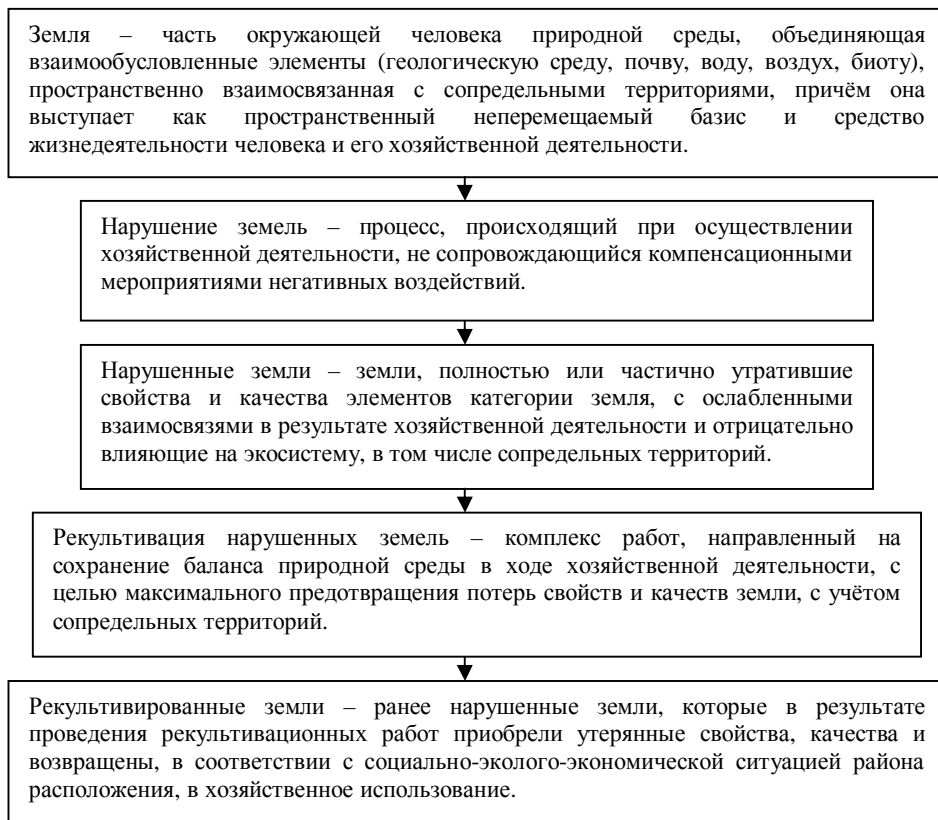 Земля – часть окружающей человека природной среды, объединяющая
взаимообусловленные элементы (геологическую среду, почву, воду, воздух, биоту),
пространственно взаимосвязанная с сопредельными территориями, причём она
выступает как пространственный неперемещаемый базис и средство
жизнедеятельности человека и его хозяйственной деятельности.
Нарушение земель – процесс, происходящий при осуществлении
хозяйственной деятельности, не сопровождающийся компенсационными
мероприятиями негативных воздействий.
Нарушенные земли – земли, полностью или частично утратившие
свойства и качества элементов категории земля, с ослабленными
взаимосвязями в результате хозяйственной деятельности и отрицательно
влияющие на экосистему, в том числе сопредельных территорий.
Рекультивация нарушенных земель – комплекс работ, направленный на
сохранение баланса природной среды в ходе хозяйственной деятельности, с
целью максимального предотвращения потерь свойств и качеств земли, с учётом
сопредельных территорий.
Рекультивированные земли – ранее нарушенные земли, которые в результате
проведения рекультивационных работ приобрели утерянные свойства, качества и
возвращены, в соответствии с социально-эколого-экономической ситуацией района
расположения, в хозяйственное использование.